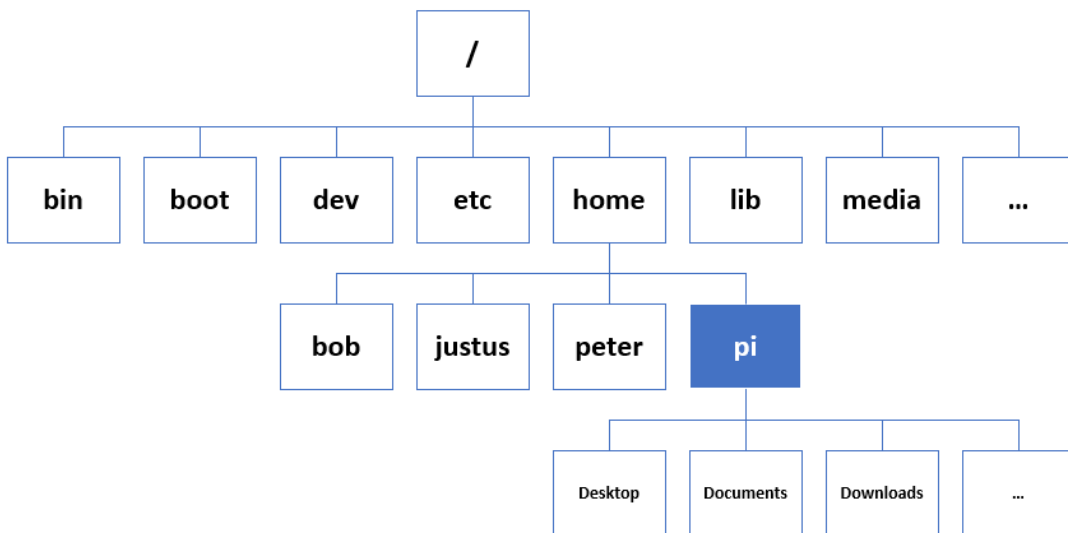 /
bin boot dev etc home lib media ...
bob justus peter pi
Desktop Documents Downloads ...